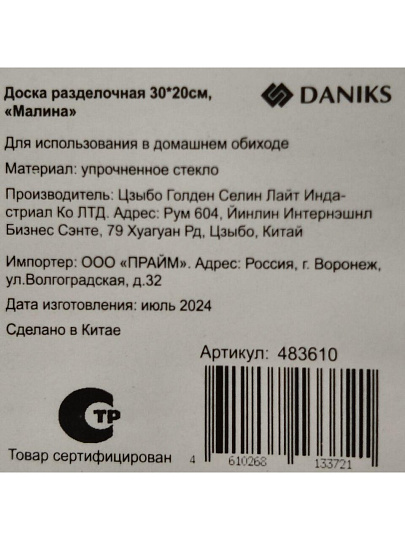 Доска разделочная 30*20см,
«Малина»
DANIKS
Для использования в домашнем обиходе
Материал: упрочненное стекло
Производитель: Цзыбо Голден Селин Лайт Инда-
стриал Ко ЛТД. Адрес: Рум 604, Йинлин Интернэшнл
Бизнес Сэнте, 79 Хуагуан Рд, Цзыбо, Китай
Импортер: ООО «ПРАЙМ». Адрес: Россия, г. Воронеж,
ул.Волгоградская, д.32
Дата изготовления: июль 2024
Сделано в Китае
Артикул: 483610
СТР
Товар сертифицирован
4 610268 133721